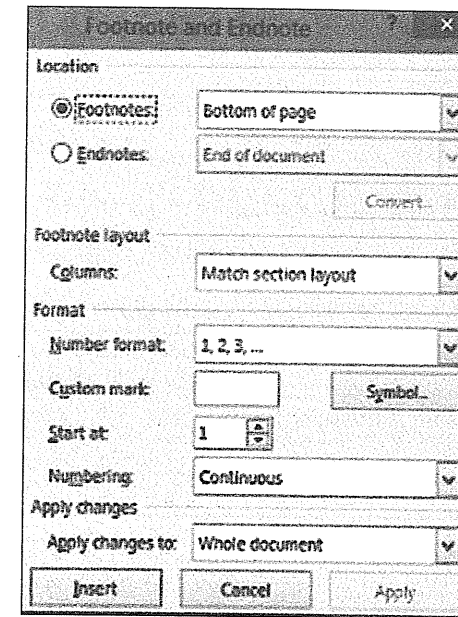 Footnote and Endnote ? ×
Location
Footnotes: Bottom of page
Endnotes: End of document
Convert...
Footnote layout
Columns: Match section layout
Format
Number format: 1, 2, 3, ...
Custom mark: Symbol...
Start at: 1
Numbering: Continuous
Apply changes
Apply changes to: Whole document
Insert Cancel Apply